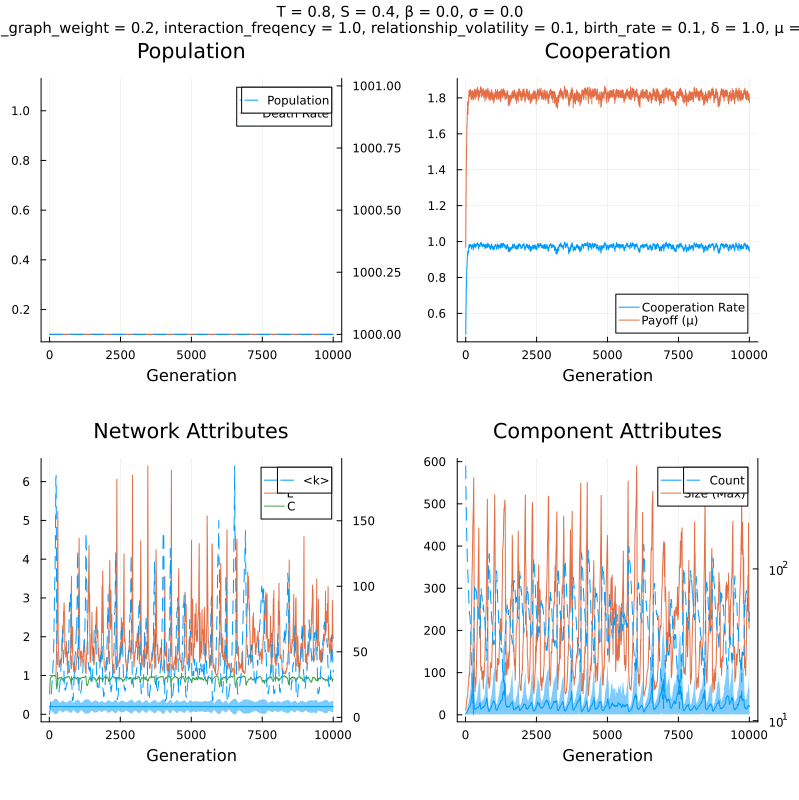 T = 0.8, S = 0.4, β = 0.0, σ = 0.0
_graph_weight = 0.2, interaction_freqency = 1.0, relationship_volatility = 0.1, birth_rate = 0.1, δ = 1.0, μ =
Population
Cooperation
Population
Death Rate
1.0
0.8
0.6
0.4
0.2
1001.00
1000.75
1000.50
1000.25
1000.00
0 2500 5000 7500 10000
Generation
1.8
1.6
1.4
1.2
1.0
0.8
0.6
Cooperation Rate
Payoff (μ)
0 2500 5000 7500 10000
Generation
Network Attributes
Component Attributes
6
5
4
3
2
1
0
<k>
L
C
150
100
50
0
0 2500 5000 7500 10000
Generation
600
500
400
300
200
100
0
Count
Size (Max)
10²
10¹
0 2500 5000 7500 10000
Generation